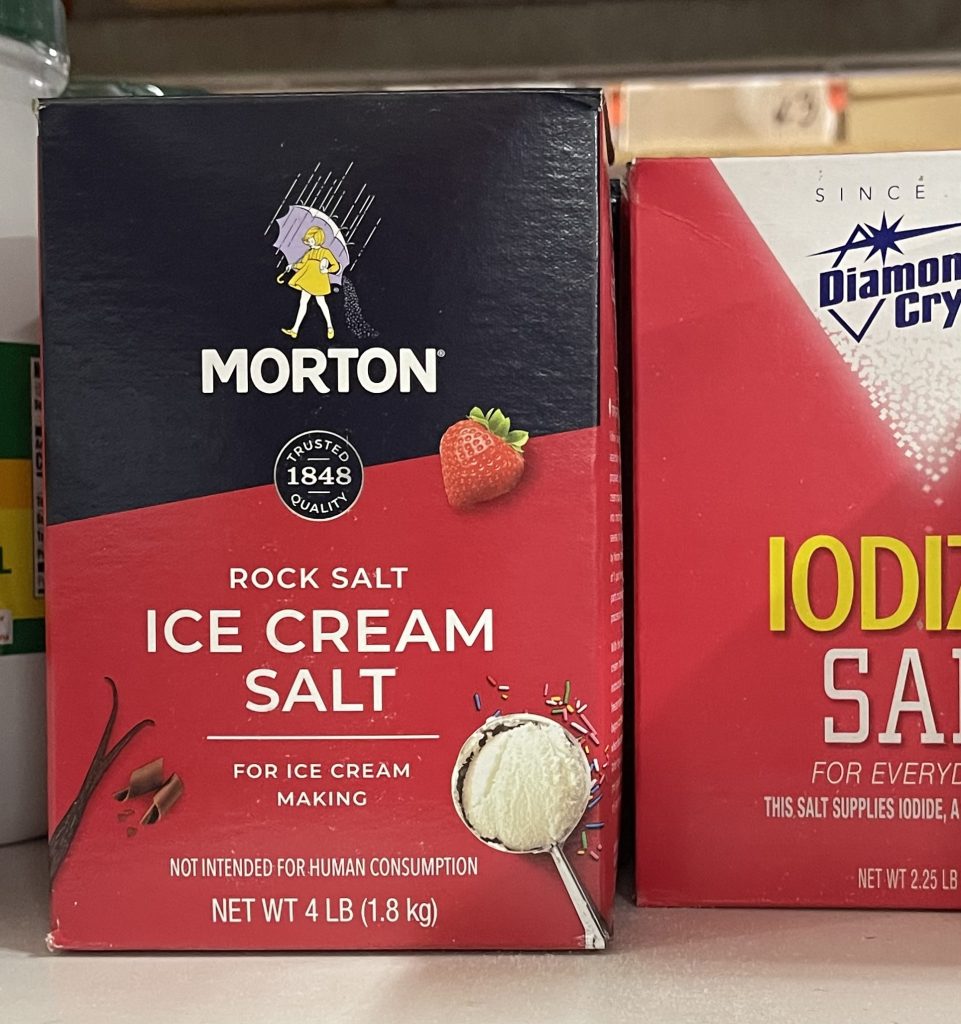 MORTON®
TRUSTED
1848
QUALITY
ROCK SALT
ICE CREAM
SALT
FOR ICE CREAM
MAKING
NOT INTENDED FOR HUMAN CONSUMPTION
NET WT 4 LB (1.8 kg)
SINCE
Diamon
Cry
IODIZ
SAL
FOR EVERYD
THIS SALT SUPPLIES IODIDE, A
NET WT 2.25 LB